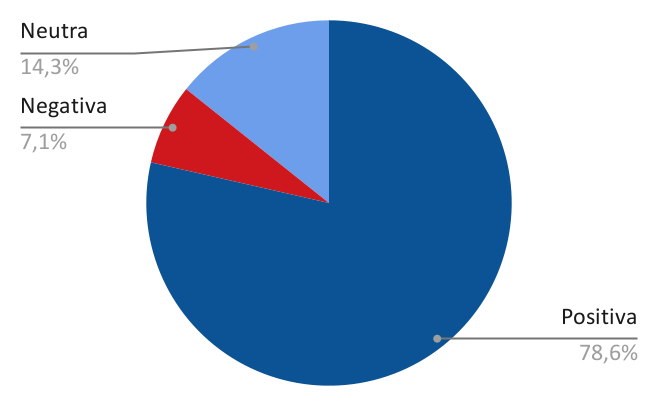 Neutra
14,3%
Negativa
7,1%
Positiva
78,6%